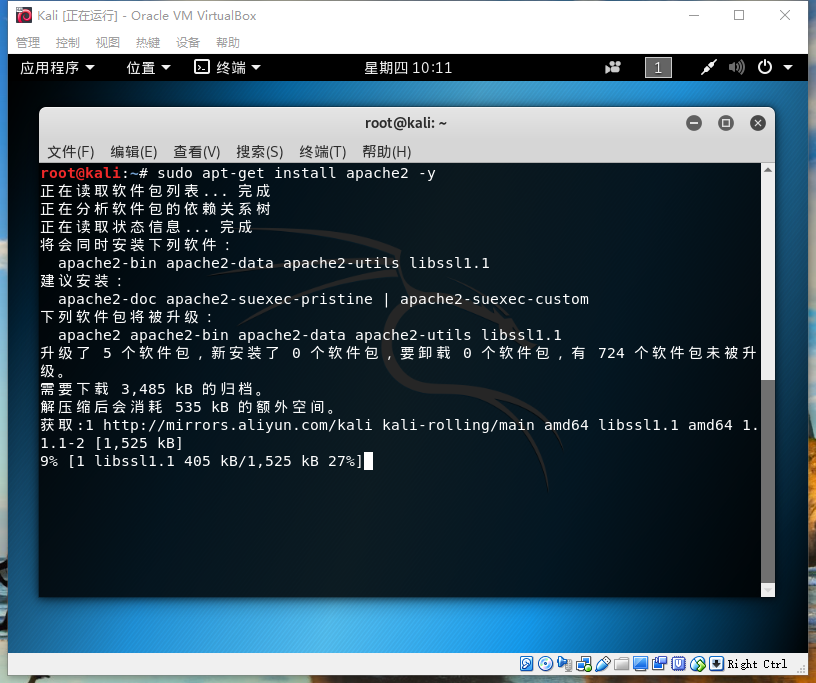 Kali [正在运行] - Oracle VM VirtualBox
管理 控制 视图 热键 设备 帮助
应用程序 位置 终端 星期四 10:11 1
root@kali: ~
文件(F) 编辑(E) 查看(V) 搜索(S) 终端(T) 帮助(H)
root@kali:~# sudo apt-get install apache2 -y
正在读取软件包列表... 完成
正在分析软件包的依赖关系树
正在读取状态信息... 完成
将会同时安装下列软件：
apache2-bin apache2-data apache2-utils libssl1.1
建议安装：
apache2-doc apache2-suexec-pristine | apache2-suexec-custom
下列软件包将被升级：
apache2 apache2-bin apache2-data apache2-utils libssl1.1
升级了 5 个软件包，新安装了 0 个软件包，要卸载 0 个软件包，有 724 个软件包未被升
级。
需要下载 3,485 kB 的归档。
解压缩后会消耗 535 kB 的额外空间。
获取:1 http://mirrors.aliyun.com/kali kali-rolling/main amd64 libssl1.1 amd64 1.
1.1-2 [1,525 kB]
9% [1 libssl1.1 405 kB/1,525 kB 27%]
Right Ctrl